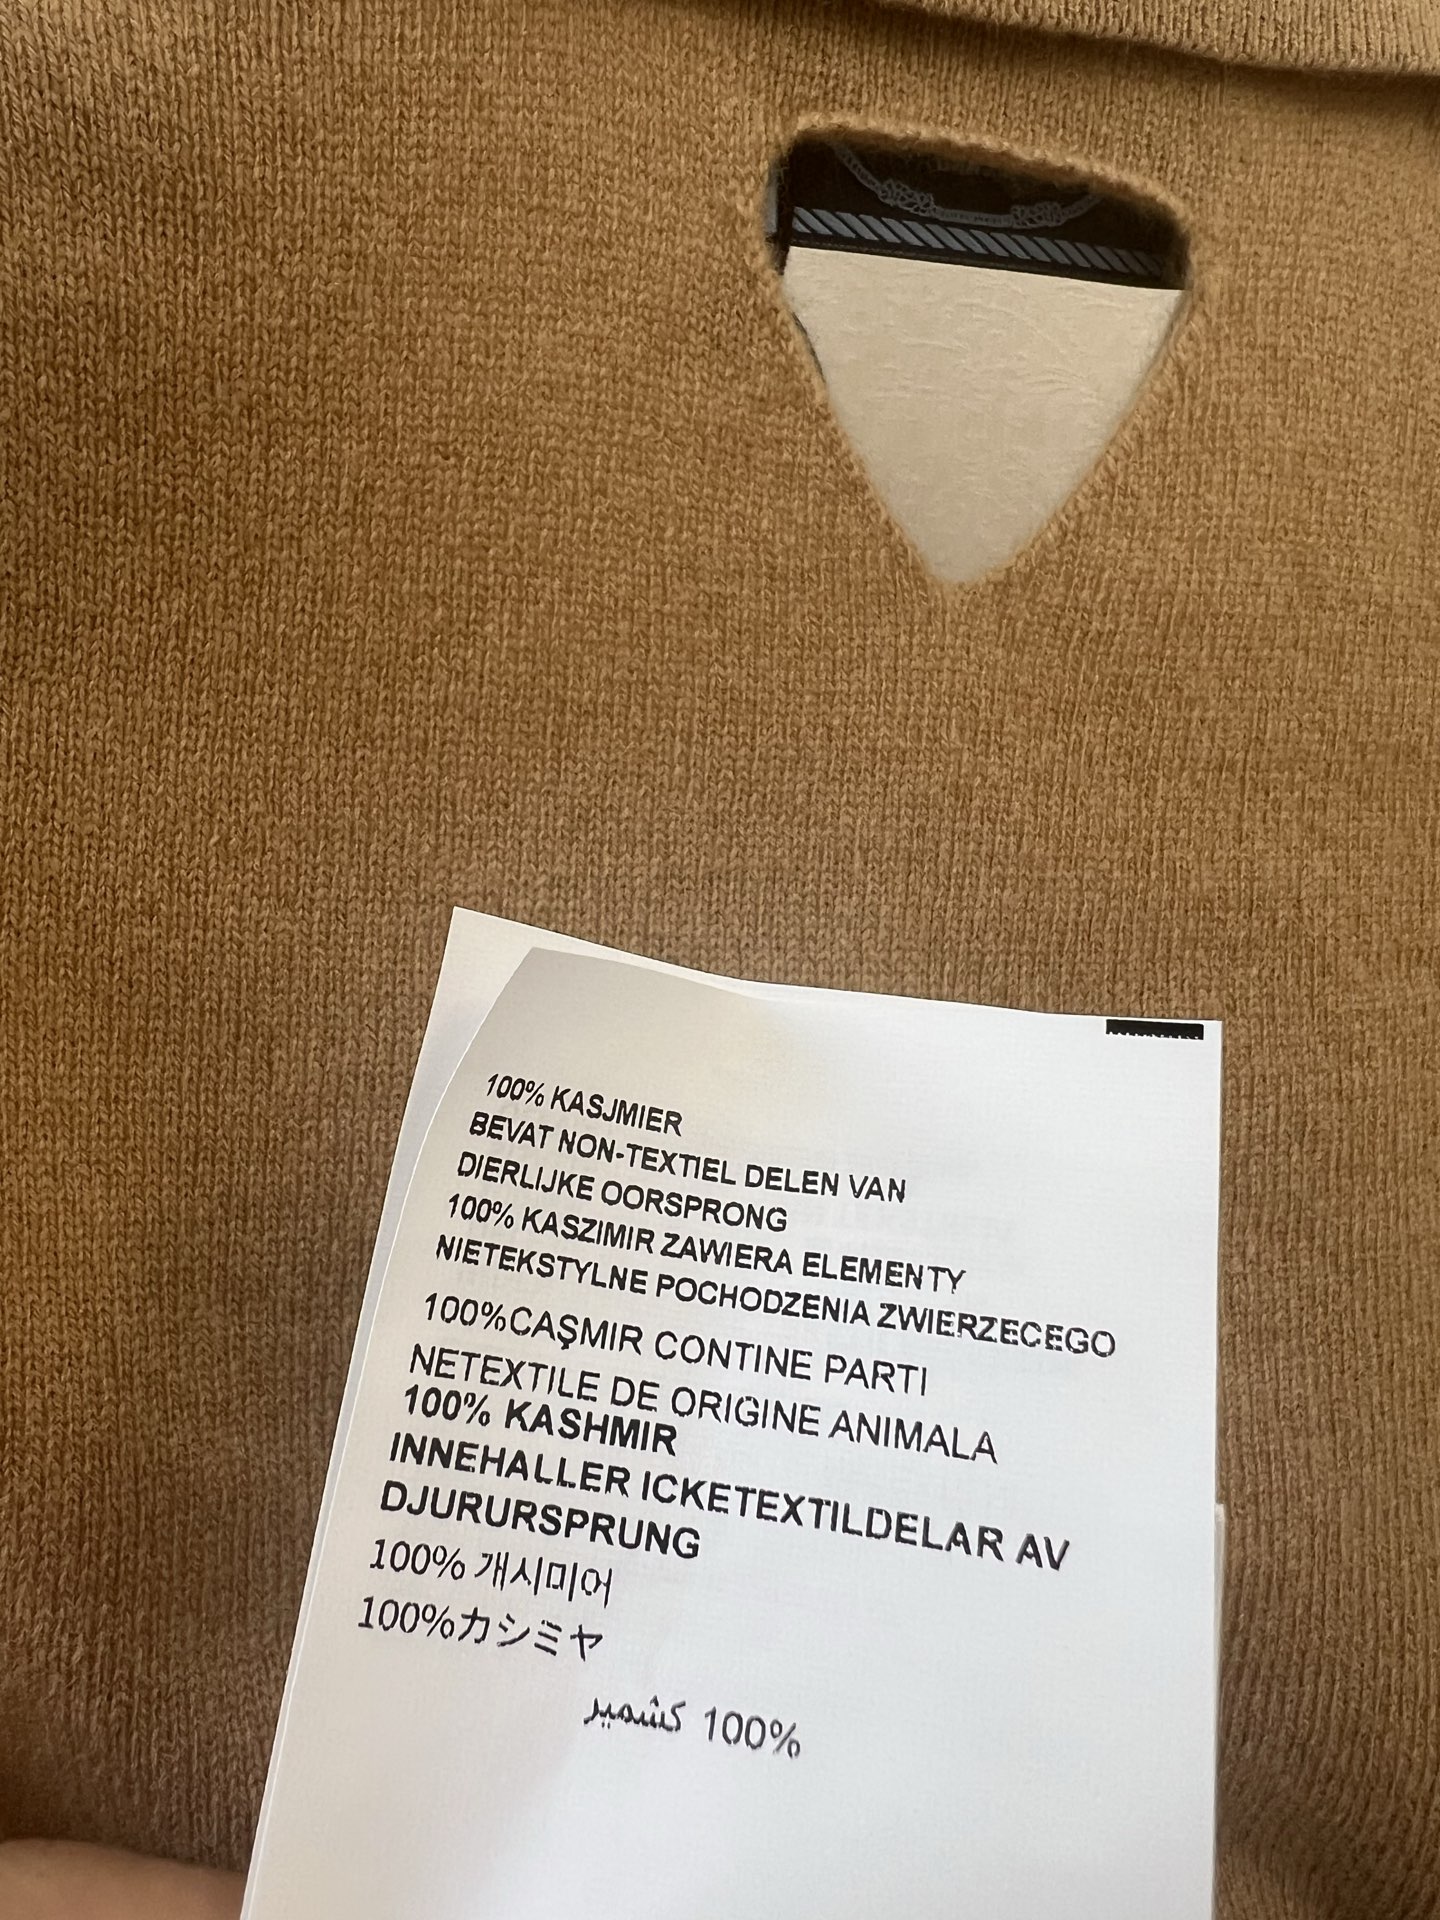 100% KASJMIER
BEVAT NON-TEXTIEL DELEN VAN
DIERLIJKE OORSPRONG
100% KASZIMIR ZAWIERA ELEMENTY
NIETEKSTYLNE POCHODZENIA ZWIERZECEGO
100%CAŞMIR CONTINE PARTI
NETEXTILE DE ORIGINE ANIMALA
100% KASHMIR
INNEHALLER ICKETEXTILDELAR AV
DJURURSPRUNG
100% 개시미어
100%カシミヤ
100% كشمير